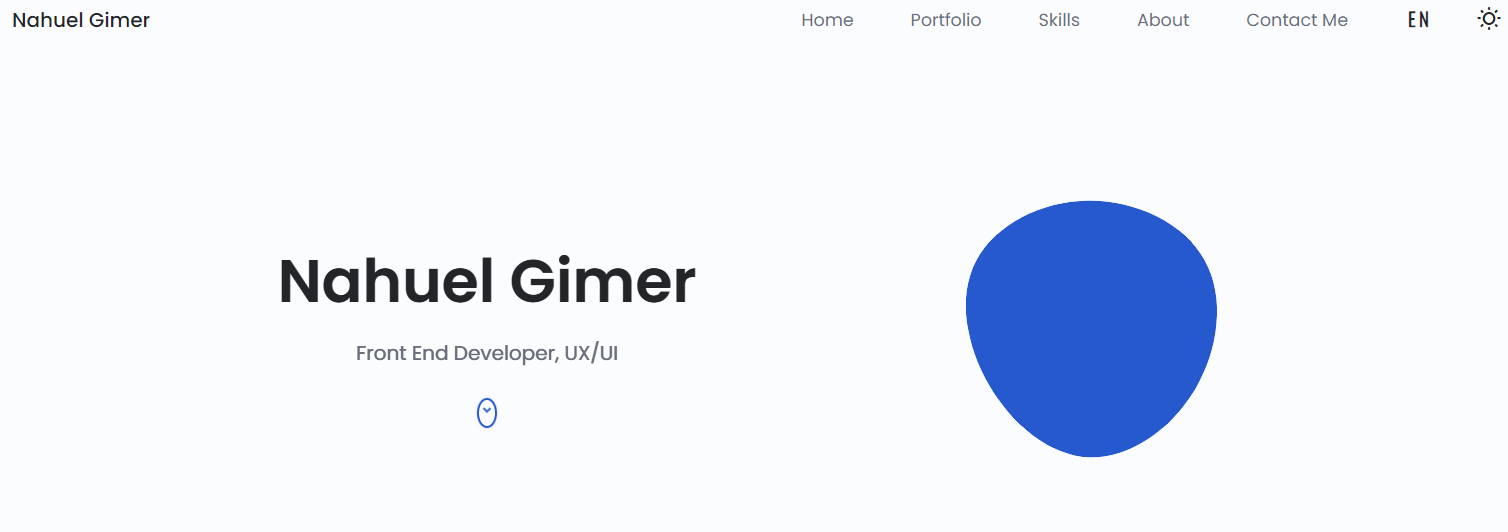 Nahuel Gimer Home Portfolio Skills About Contact Me EN
Nahuel Gimer
Front End Developer, UX/UI